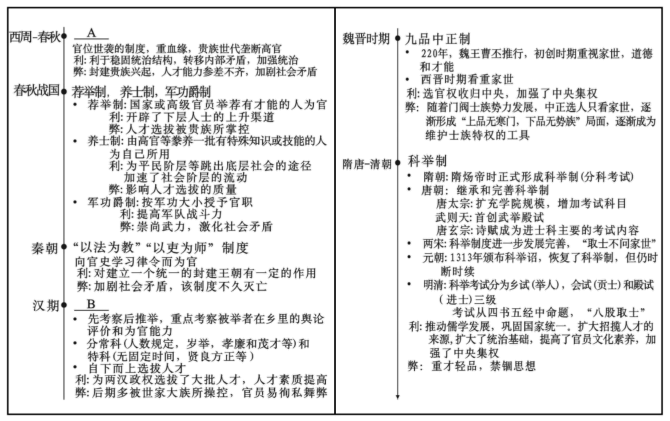 西周-春秋 A
官位世袭的制度，重血缘，贵族世代垄断高官
利：利于稳固统治结构，转移内部矛盾，加强统治
弊：封建贵族兴起，人才能力参差不齐，加剧社会矛盾
春秋战国 荐举制，养士制，军功爵制
• 荐举制：国家或高级官员举荐有才能的人为官
利：开辟了下层人士的上升渠道
弊：人才选拔被贵族所掌控
• 养士制：由高官等豢养一批有特殊知识或技能的人
为自己所用
利：为平民阶层等跳出底层社会的途径
加速了社会阶层的流动
弊：影响人才选拔的质量
• 军功爵制：按军功大小授予官职
利：提高军队战斗力
弊：崇尚武力，激化社会矛盾
秦朝 “以法为教”“以吏为师”制度
向官史学习律令而为官
利：对建立一个统一的封建王朝有一定的作用
弊：加剧社会矛盾，该制度不久灭亡
汉期 B
• 先考察后推举，重点考察被举者在乡里的舆论
评价和为官能力
• 分常科（人数规定，岁举，孝廉和茂才等）和
特科（无固定时间，贤良方正等）
• 自下而上选拔人才
利：为两汉政权选拔了大批人才，人才素质提高
弊：后期多被世家大族所操控，官员易徇私舞弊
魏晋时期 九品中正制
• 220年，魏王曹丕推行，初创时期重视家世，道德
和才能
• 西晋时期看重家世
利：选官权收归中央，加强了中央集权
弊：随着门阀士族势力发展，中正选人只看家世，逐
渐形成“上品无寒门，下品无势族”局面，逐渐成为
维护士族特权的工具
隋唐-清朝 科举制
• 隋朝：隋炀帝时正式形成科举制（分科考试）
• 唐朝：继承和完善科举制
唐太宗：扩充学院规模，增加考试科目
武则天：首创武举殿试
唐玄宗：诗赋成为进士科主要的考试内容
• 两宋：科举制度进一步发展完善，“取士不问家世”
• 元朝：1313年颁布科举诏，恢复了科举制，但仍时
断时续
• 明清：科举考试分为乡试（举人），会试（贡士）和殿试
（进士）三级
考试从四书五经中命题，“八股取士”
利：推动儒学发展，巩固国家统一。扩大招揽人才的
来源，扩大了统治基础，提高了官员文化素养，加
强了中央集权
弊：重才轻品，禁锢思想